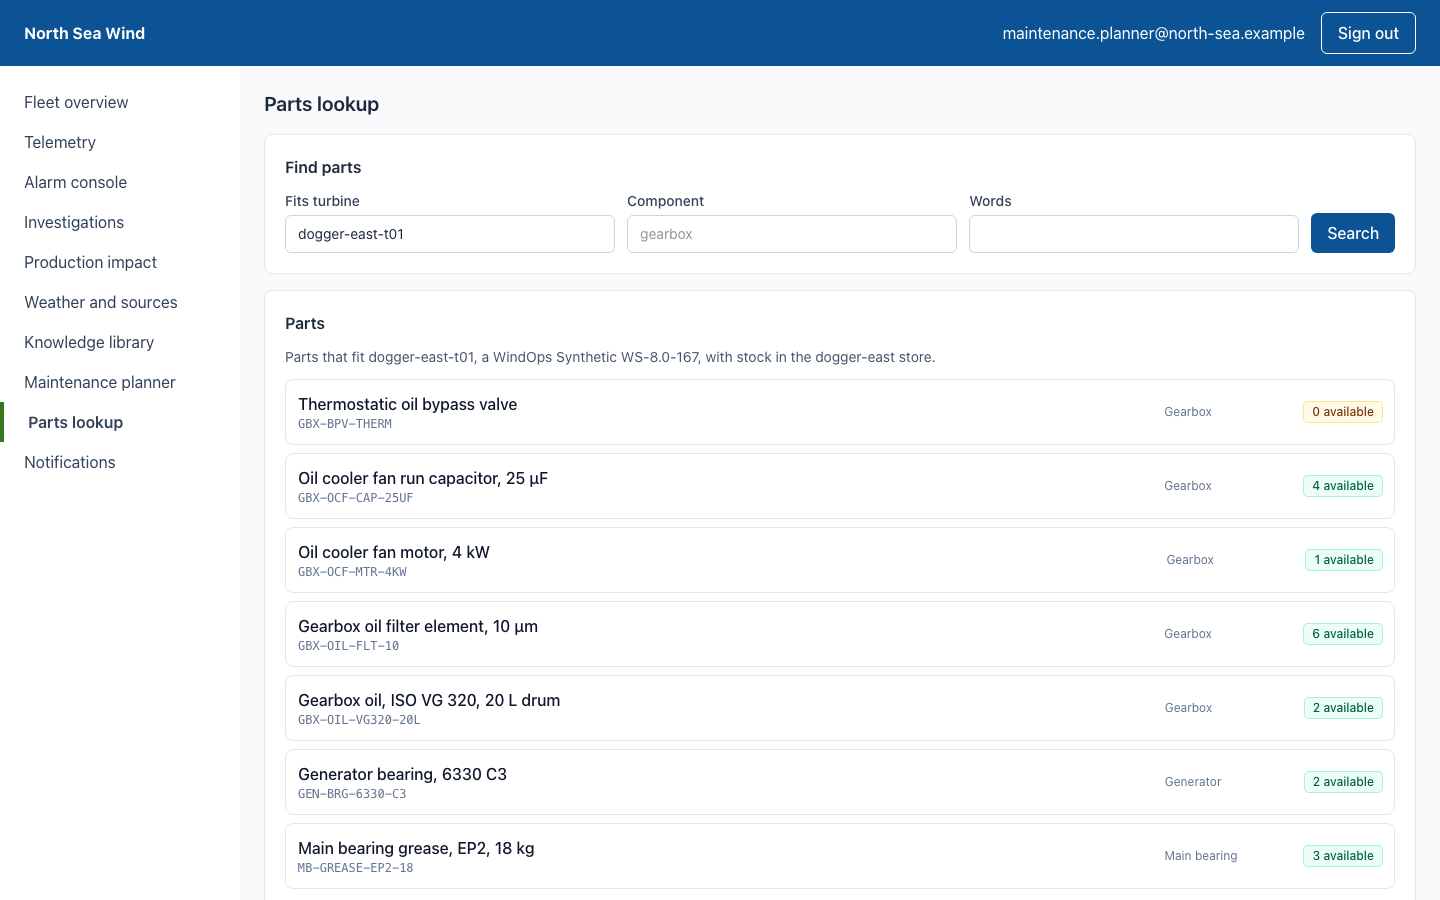 North Sea Wind
maintenance.planner@north-sea.example
Sign out
Fleet overview
Telemetry
Alarm console
Investigations
Production impact
Weather and sources
Knowledge library
Maintenance planner
Parts lookup
Notifications
Parts lookup
Find parts
Fits turbine
Component
Words
dogger-east-t01
gearbox
Search
Parts
Parts that fit dogger-east-t01, a WindOps Synthetic WS-8.0-167, with stock in the dogger-east store.
Thermostatic oil bypass valve
GBX-BPV-THERM
Gearbox
0 available
Oil cooler fan run capacitor, 25 µF
GBX-OCF-CAP-25UF
Gearbox
4 available
Oil cooler fan motor, 4 kW
GBX-OCF-MTR-4KW
Gearbox
1 available
Gearbox oil filter element, 10 µm
GBX-OIL-FLT-10
Gearbox
6 available
Gearbox oil, ISO VG 320, 20 L drum
GBX-OIL-VG320-20L
Gearbox
2 available
Generator bearing, 6330 C3
GEN-BRG-6330-C3
Generator
2 available
Main bearing grease, EP2, 18 kg
MB-GREASE-EP2-18
Main bearing
3 available